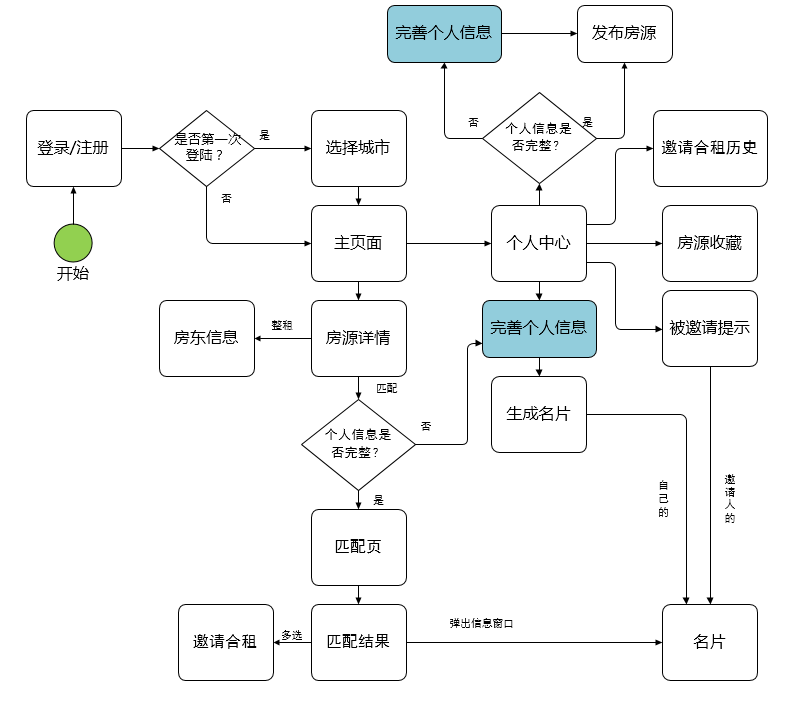 完善个人信息
发布房源
否
是
个人信息是
否完整？
登录/注册
是否第一次
登陆？
是
选择城市
邀请合租历史
否
开始
主页面
个人中心
房源收藏
房东信息
整租
房源详情
完善个人信息
被邀请提示
匹配
个人信息是
否完整？
否
生成名片
是
自己的
邀请人的
匹配页
邀请合租
多选
匹配结果
弹出信息窗口
名片